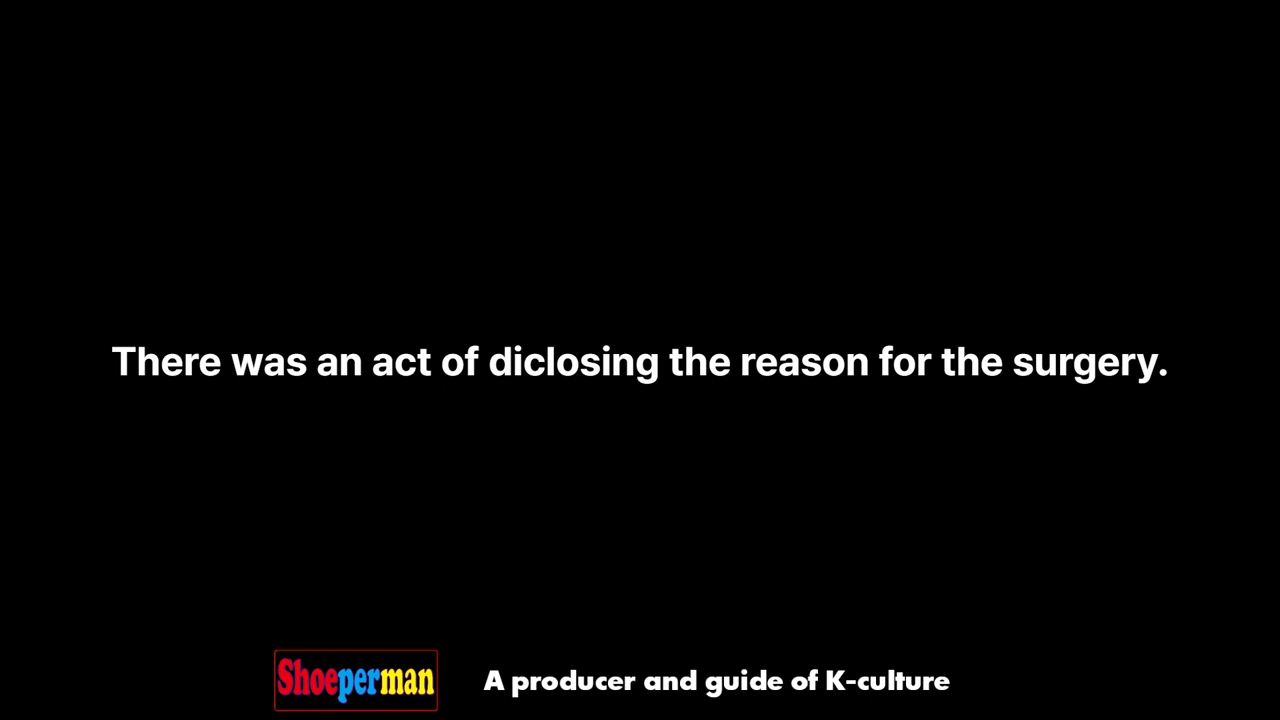 There was an act of diclosing the reason for the surgery.
Shoeperman
A producer and guide of K-culture